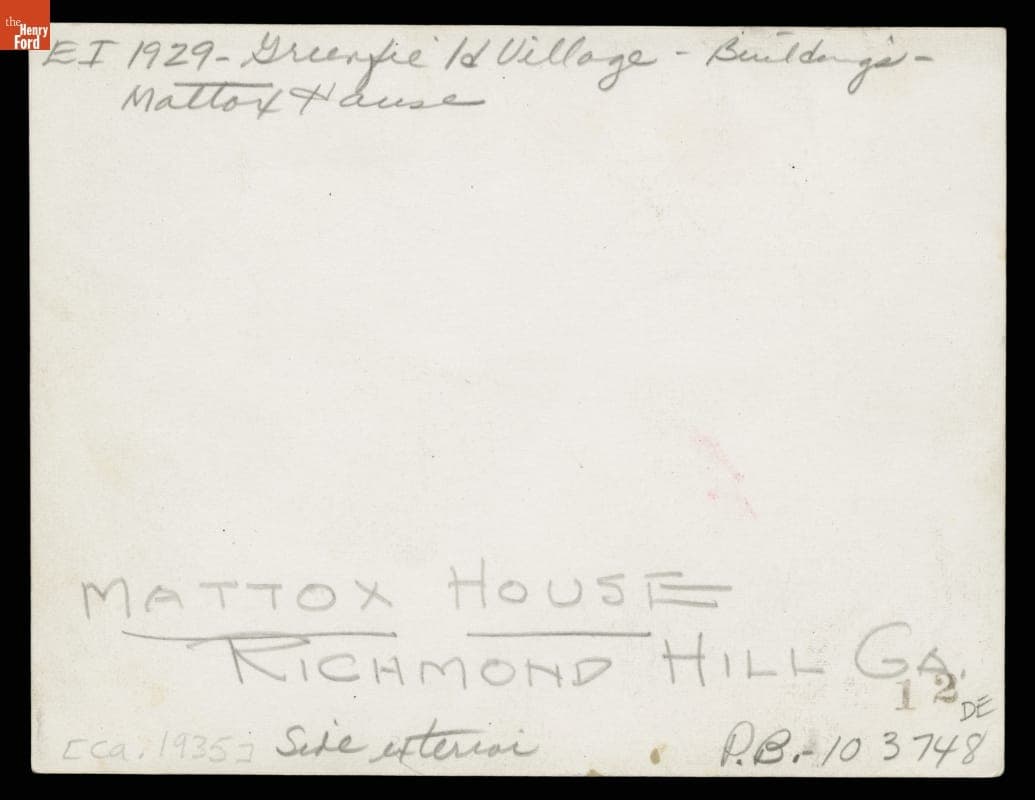 the
Henry
Ford
EI 1929- Greenfield Village - Buildings -
Mattox House
MATTOX HOUSE
RICHMOND HILL GA.
12
DE
[ca. 1935] Side exterior P.B.-10 3748